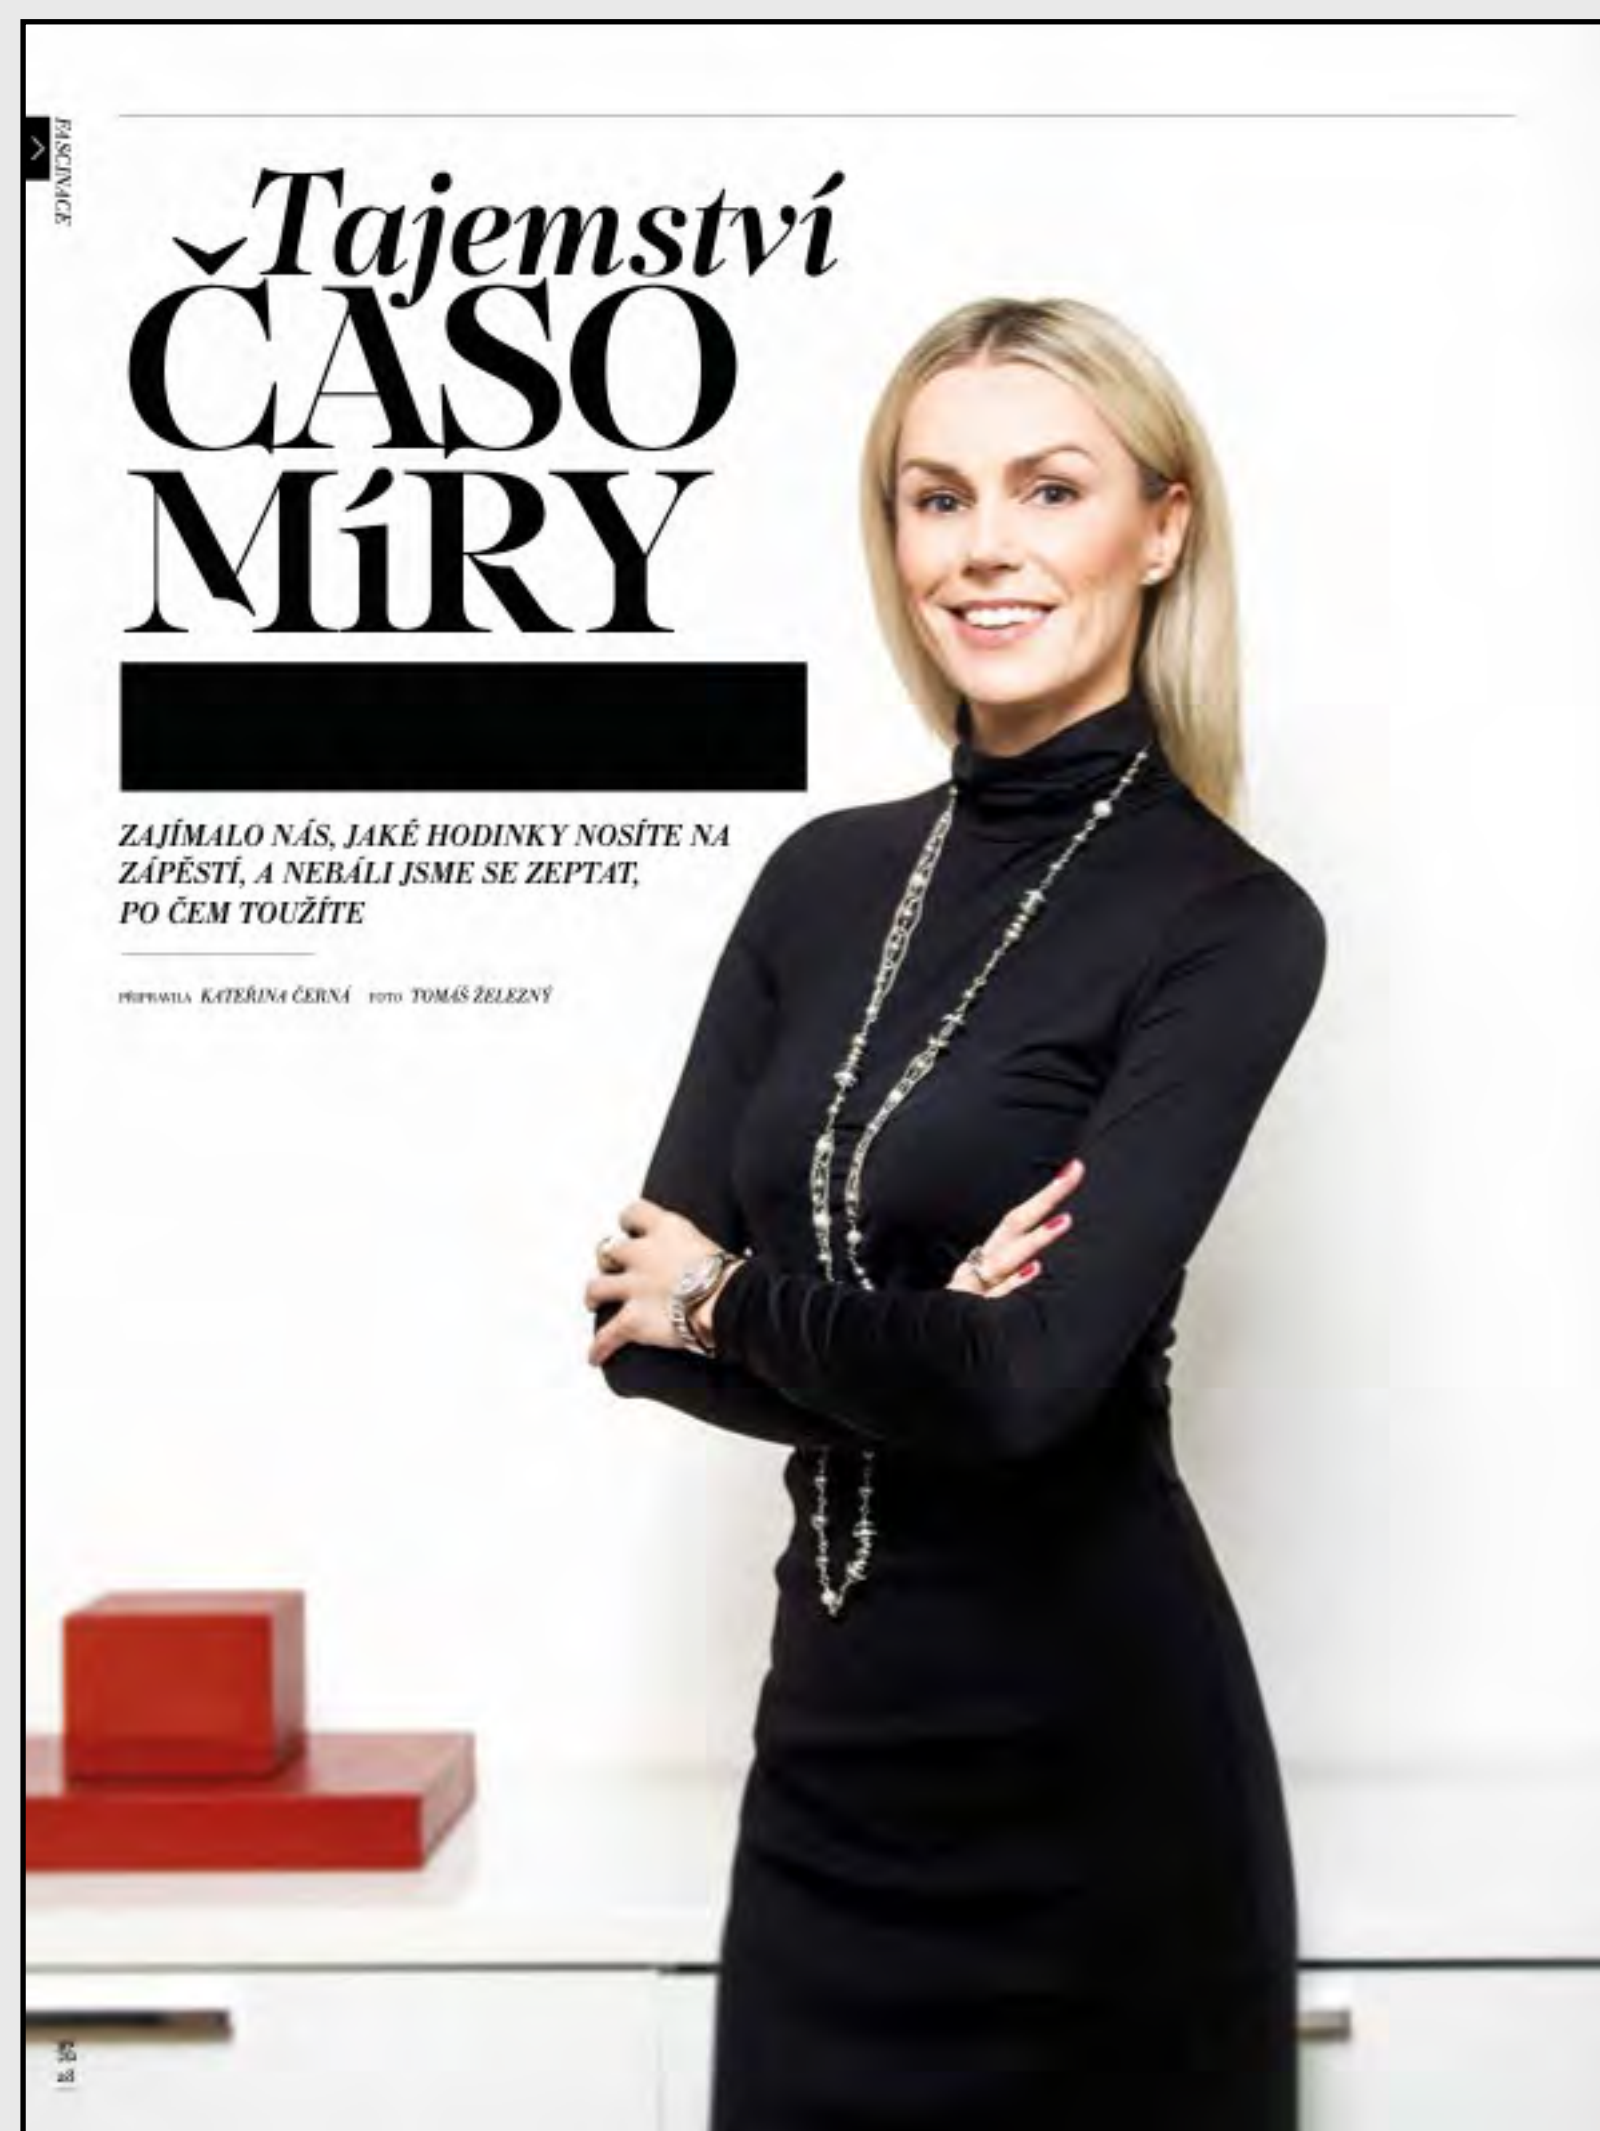 FASCINACE
Tajemství
ČASO
MíRY
ZAJÍMALO NÁS, JAKÉ HODINKY NOSÍTE NA
ZÁPĚSTÍ, A NEBÁLI JSME SE ZEPTAT,
PO ČEM TOUŽÍTE
PŘIPRAVILA KATEŘINA ČERNÁ FOTO TOMÁŠ ŽELEZNÝ